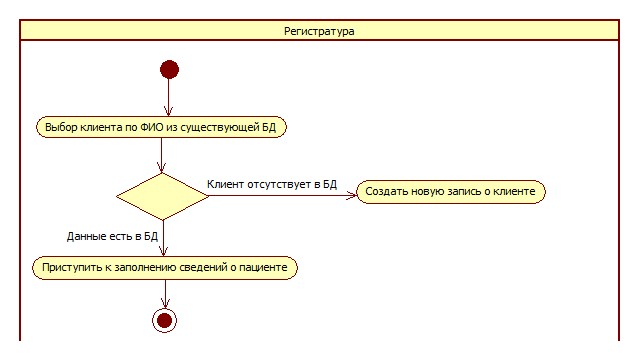 Регистратура
Выбор клиента по ФИО из существующей БД
Клиент отсутствует в БД
Создать новую запись о клиенте
Данные есть в БД
Приступить к заполнению сведений о пациенте